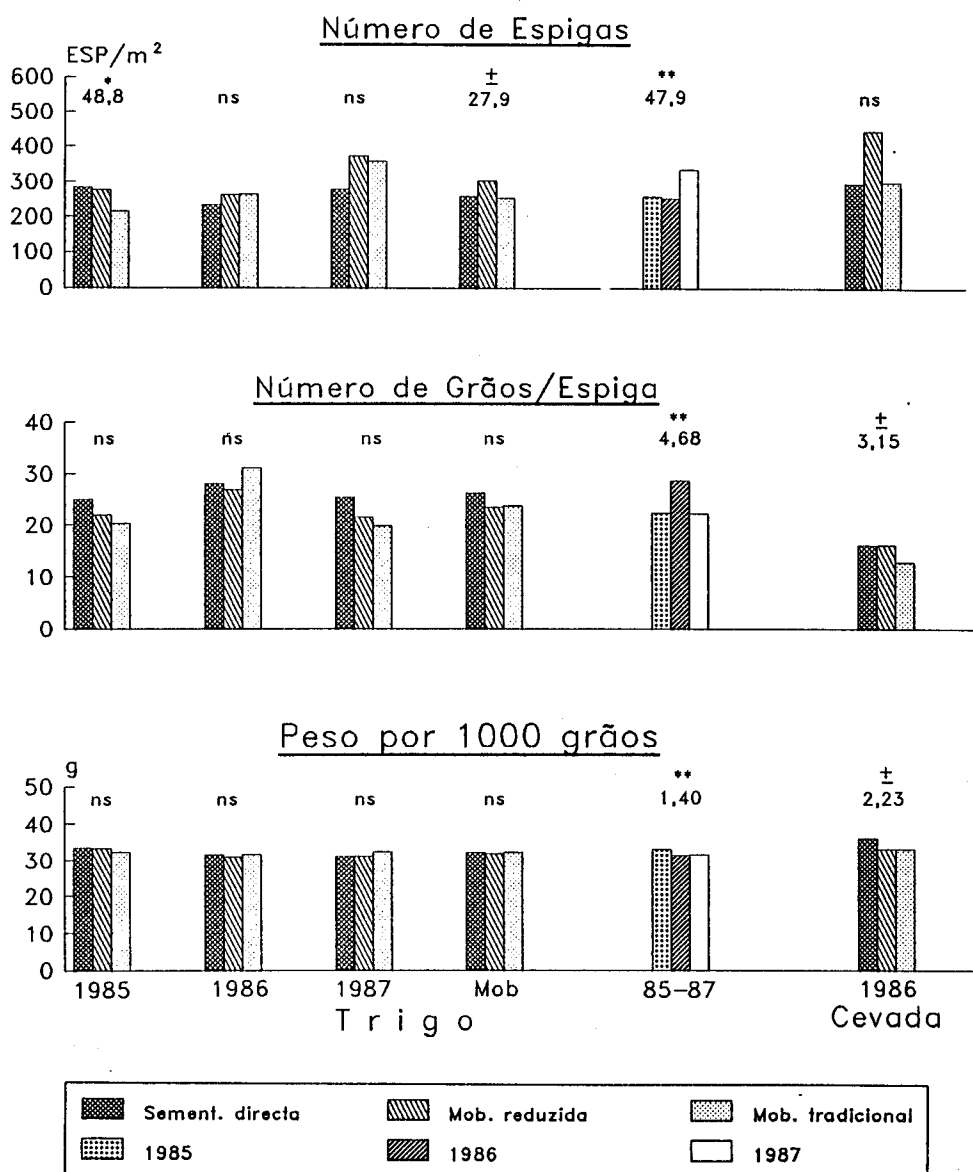 Número de Espigas
ESP/m²
* ± **
48,8 ns ns 27,9 47,9 ns
600
500
400
300
200
100
0
Número de Grãos/Espiga
40
30
20
10
0
** ±
ns ns ns ns 4,68 3,15
Peso por 1000 grãos
g
50
40
30
20
10
0
** ±
ns ns ns ns 1,40 2,23
1985 1986 1987 Mob 85-87 1986
Trigo Cevada
Sement. directa Mob. reduzida Mob. tradicional
1985 1986 1987